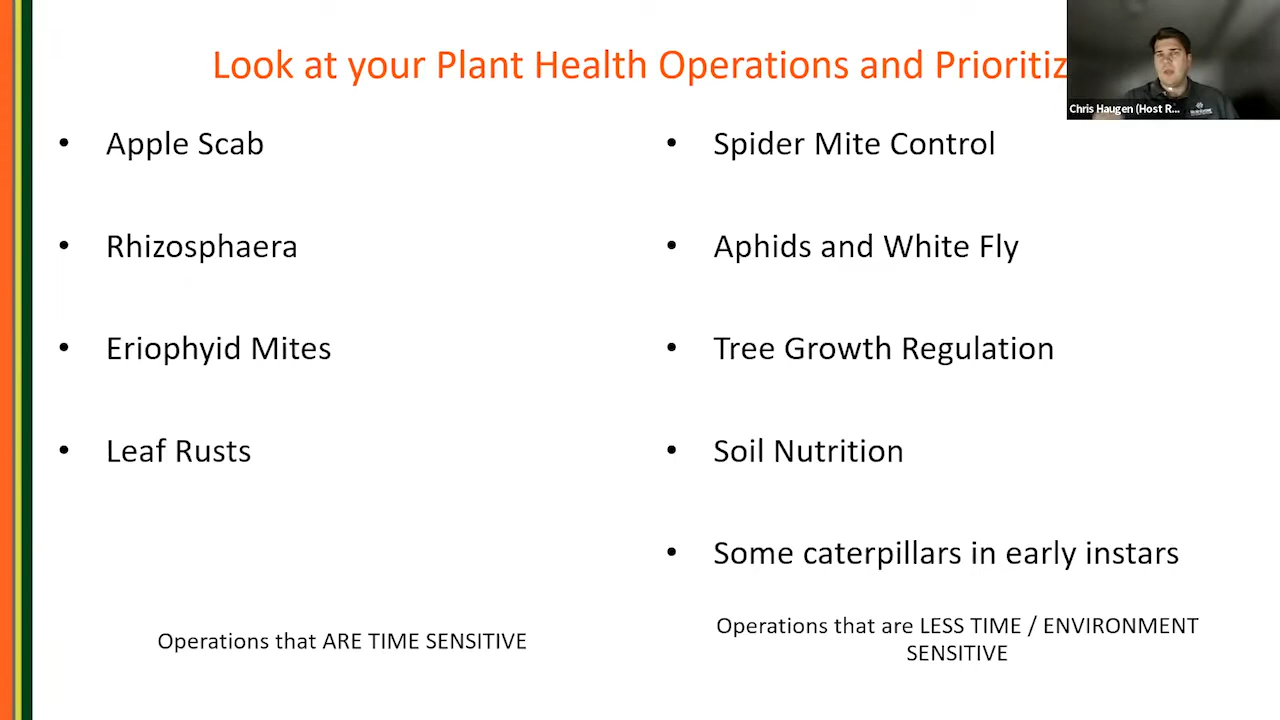 Look at your Plant Health Operations and Prioritiz
Chris Haugen (Host R...
• Apple Scab
• Rhizosphaera
• Eriophyid Mites
• Leaf Rusts
Operations that ARE TIME SENSITIVE
• Spider Mite Control
• Aphids and White Fly
• Tree Growth Regulation
• Soil Nutrition
• Some caterpillars in early instars
Operations that are LESS TIME / ENVIRONMENT
SENSITIVE